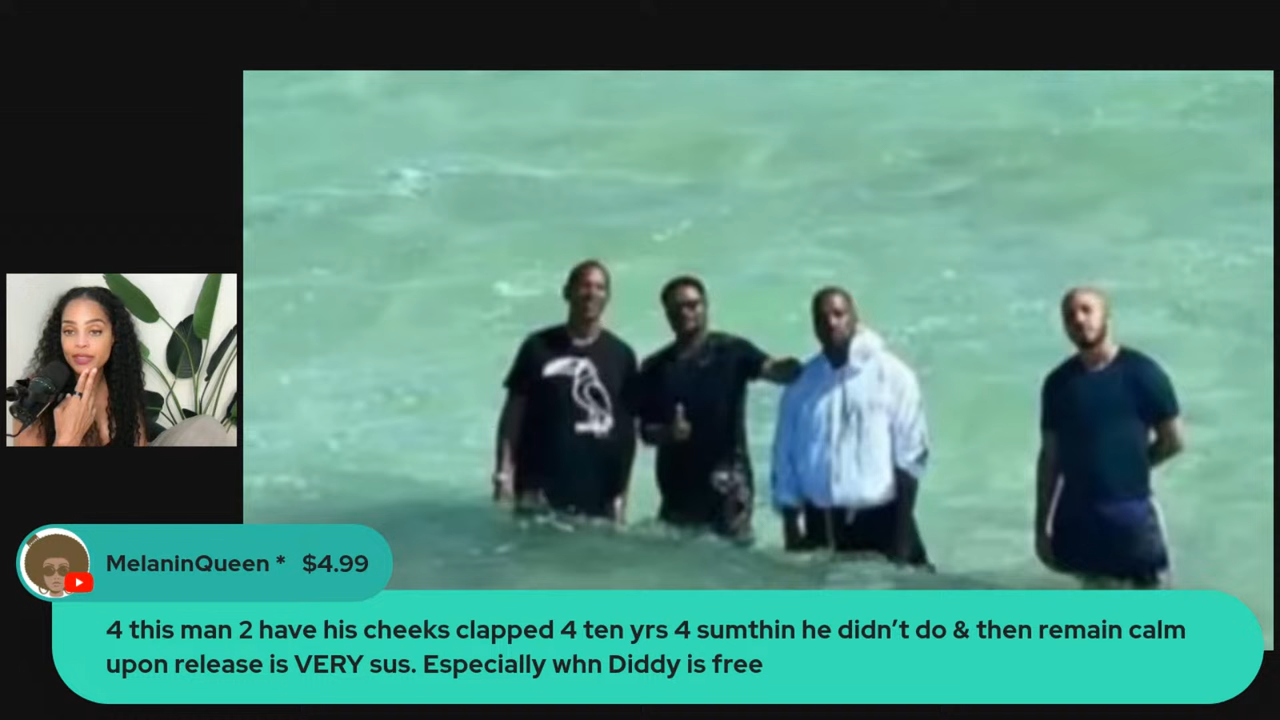 MelaninQueen * $4.99
4 this man 2 have his cheeks clapped 4 ten yrs 4 sumthin he didn’t do & then remain calm
upon release is VERY sus. Especially whn Diddy is free